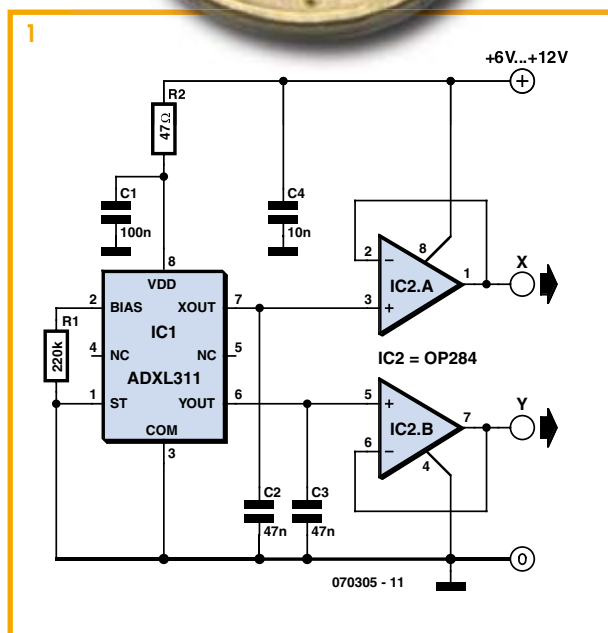 1
+6V...+12V
R2
47Ω
C1
100n
C4
10n
8
VDD
2
BIAS
XOUT
7
R1
220k
IC1
4
NC
NC
5
ADXL311
1
ST
YOUT
6
COM
3
2
8
IC2.A
1
X
3
IC2 = OP284
5
IC2.B
7
Y
6
4
C2
47n
C3
47n
070305 - 11
0